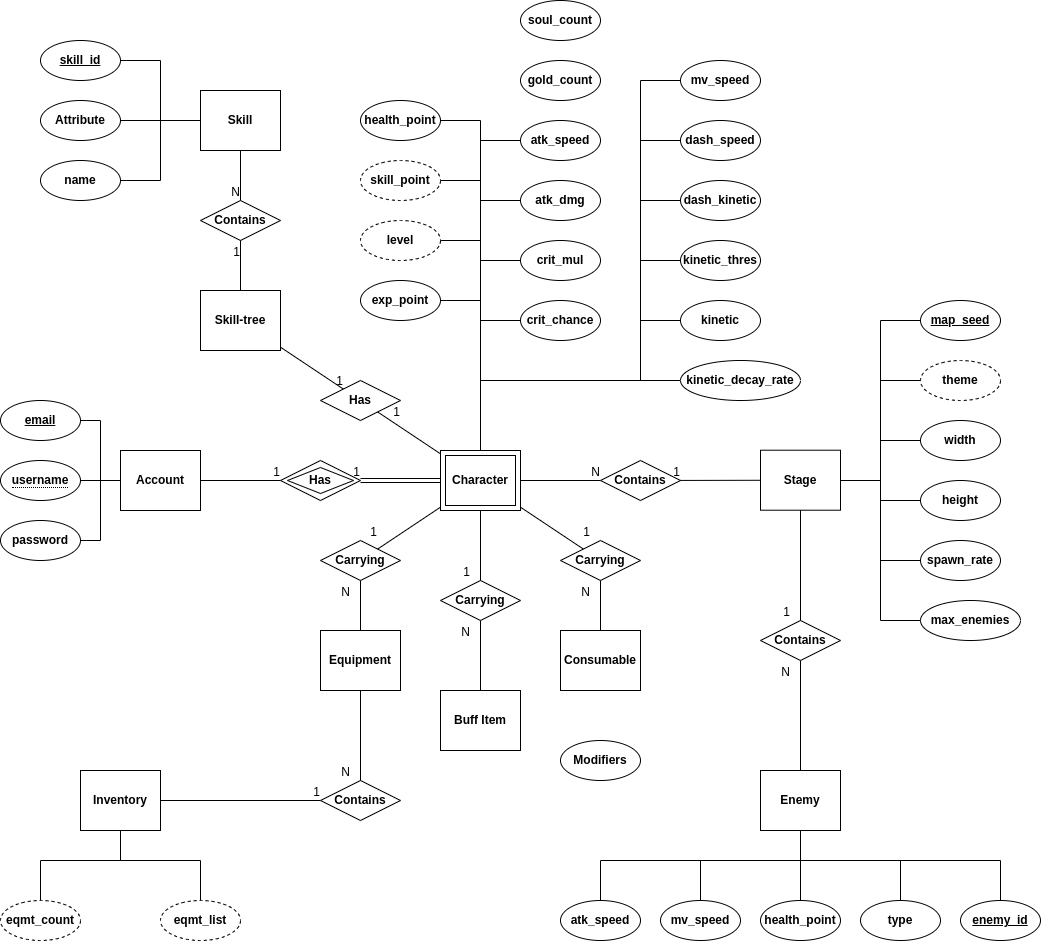 soul_count
skill_id
gold_count
mv_speed
health_point
Attribute
Skill
atk_speed
dash_speed
name
skill_point
N
atk_dmg
dash_kinetic
Contains
level
1
crit_mul
kinetic_thres
exp_point
Skill-tree
crit_chance
kinetic
map_seed
1
Has
1
kinetic_decay_rate
theme
email
width
username
Account
1
Has
1
Character
N
Contains
1
Stage
height
password
1
Carrying
N
1
Carrying
N
1
Carrying
N
spawn_rate
1
Contains
N
max_enemies
Equipment
Consumable
Buff Item
Modifiers
Inventory
1
N
Contains
Enemy
eqmt_count
eqmt_list
atk_speed
mv_speed
health_point
type
enemy_id